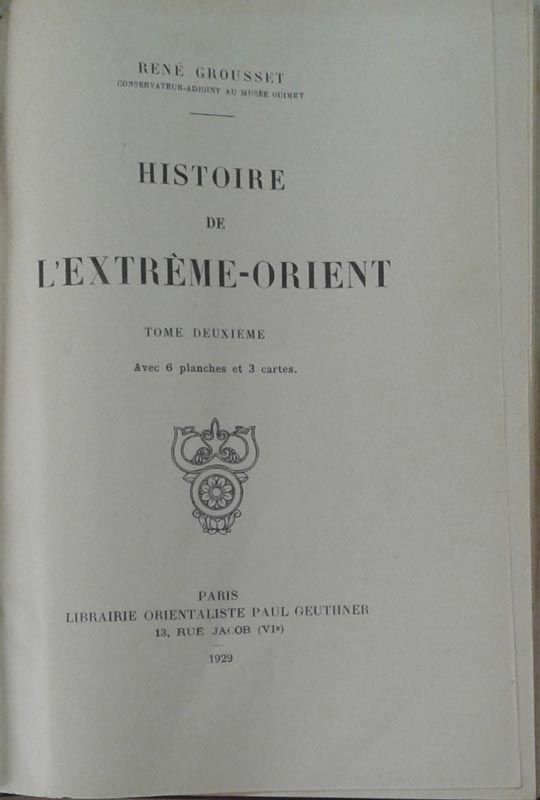 RENÉ GROUSSET
CONSERVATEUR-ADJOINT AU MUSÉE GUIMET
HISTOIRE
DE
L'EXTRÊME-ORIENT
TOME DEUXIÈME
Avec 6 planches et 3 cartes.
PARIS
LIBRAIRIE ORIENTALISTE PAUL GEUTHNER
13, RUE JACOB (VIe)
1929